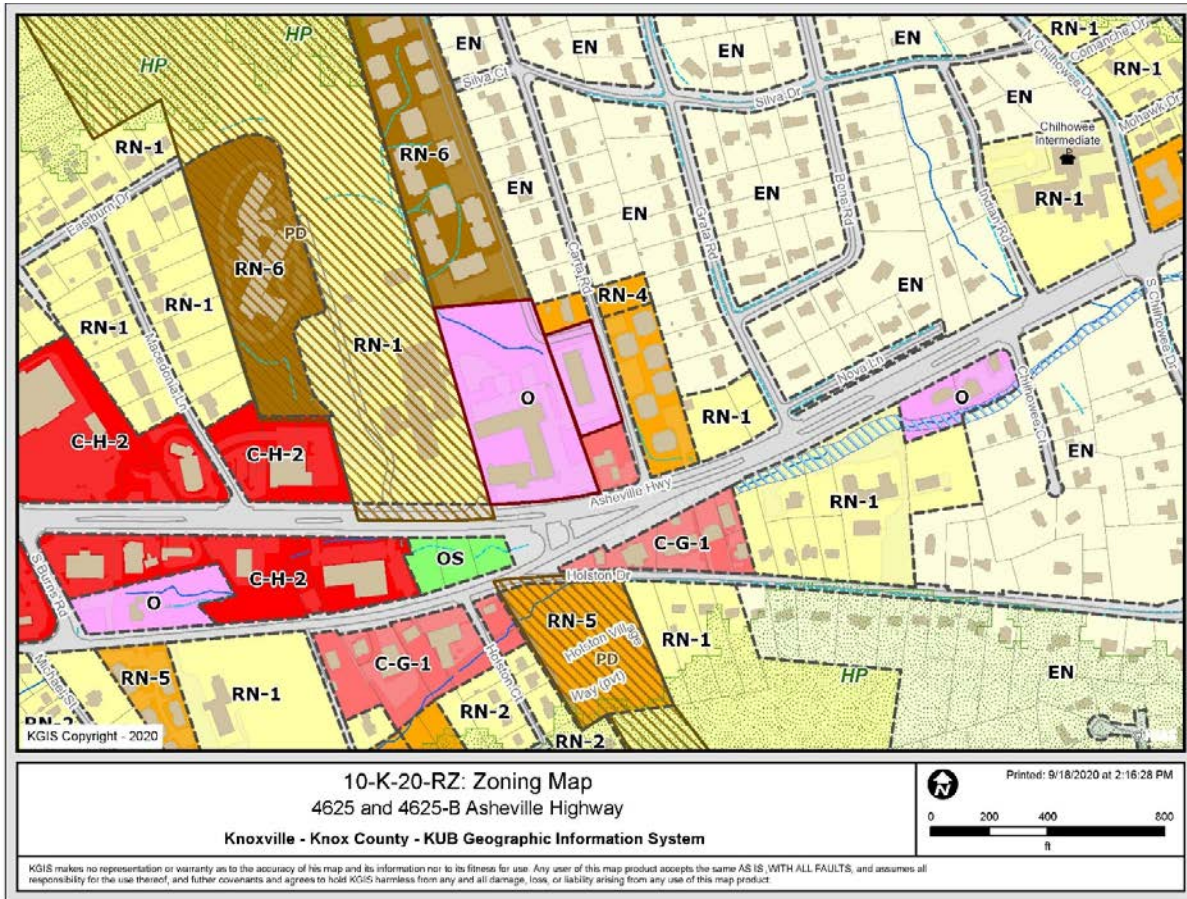 HP
HP
EN
EN
EN
EN
RN-1
Comanche Dr
N Chilhowee Dr
RN-1
Silva Ct
Silva Dr
EN
Mohawk Dr
Chilhowee
Intermediate
RN-1
RN-6
EN
EN
EN
RN-1
Eastburn Dr
PD
RN-6
Carta Rd
Grata Rd
Bona Rd
Indian Rd
EN
RN-1
RN-4
S Chilhowee Dr
RN-1
RN-1
Macedonia Ln
O
Nova Ln
O
Chilhowee Ct
RN-1
EN
C-H-2
C-H-2
Asheville Hwy
RN-1
C-G-1
OS
S Burns Rd
C-H-2
Holston Dr
O
RN-5
Holston Village
Way (pvt)
PD
RN-1
C-G-1
Holston Ct
HP
EN
Michael St
RN-5
RN-1
RN-2
RN-2
RN-2
KGIS Copyright - 2020
10-K-20-RZ: Zoning Map
4625 and 4625-B Asheville Highway
Knoxville - Knox County - KUB Geographic Information System
N
Printed: 9/18/2020 at 2:16:28 PM
0 200 400 800
ft
KGIS makes no representation or warranty as to the accuracy of his map and its information nor to its fitness for use. Any user of this map product accepts the same AS IS ,WITH ALL FAULTS, and assumes all
responsibility for the use thereof, and futher covenants and agrees to hold KGIS harmless from any and all damage, loss, or liability arising from any use of this map product.